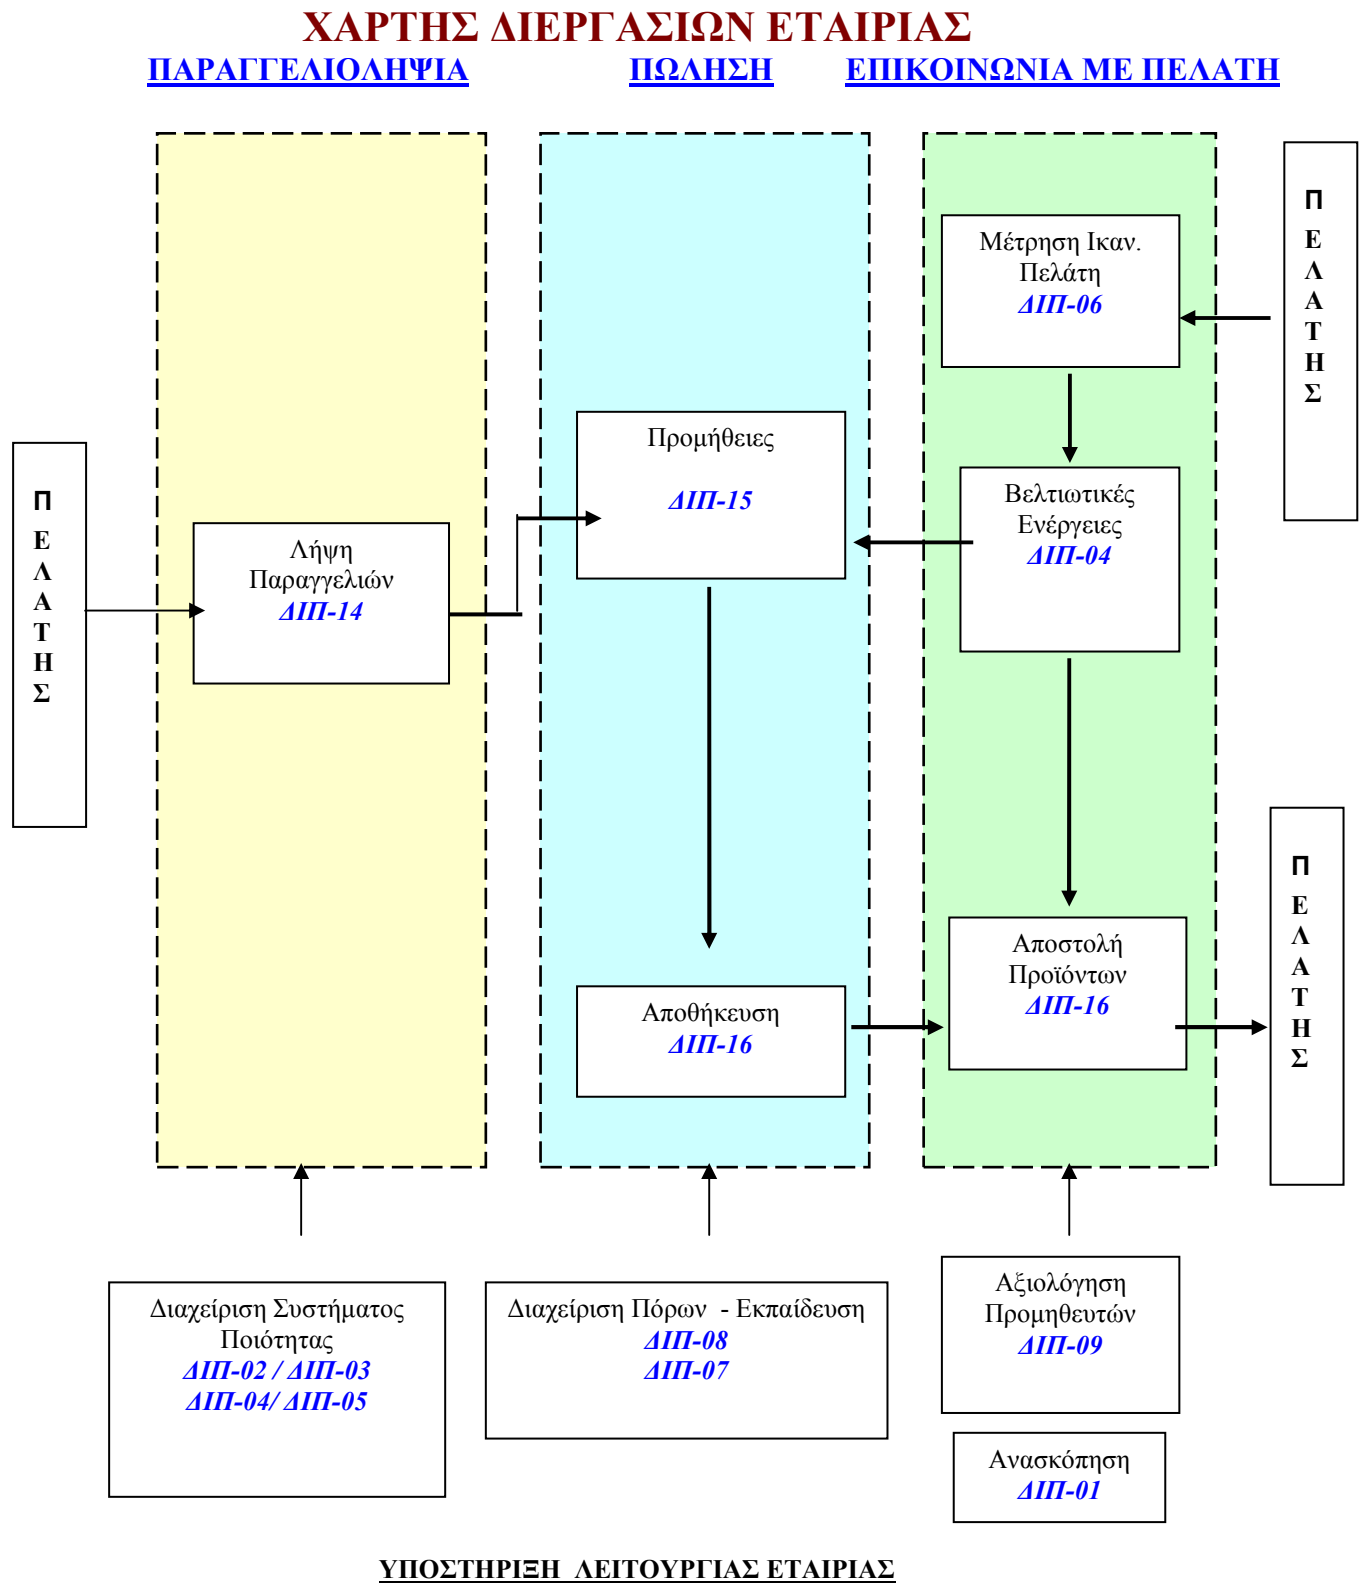 ΧΑΡΤΗΣ ΔΙΕΡΓΑΣΙΩΝ ΕΤΑΙΡΙΑΣ
ΠΑΡΑΓΓΕΛΙΟΛΗΨΙΑ
ΠΩΛΗΣΗ
ΕΠΙΚΟΙΝΩΝΙΑ ΜΕ ΠΕΛΑΤΗ
Π
Ε
Λ
Α
Τ
Η
Σ
Λήψη
Παραγγελιών
ΔΙΠ-14
Προμήθειες
ΔΙΠ-15
Αποθήκευση
ΔΙΠ-16
Μέτρηση Ικαν.
Πελάτη
ΔΙΠ-06
Βελτιωτικές
Ενέργειες
ΔΙΠ-04
Αποστολή
Προϊόντων
ΔΙΠ-16
Π
Ε
Λ
Α
Τ
Η
Σ
Π
Ε
Λ
Α
Τ
Η
Σ
Διαχείριση Συστήματος
Ποιότητας
ΔΙΠ-02 / ΔΙΠ-03
ΔΙΠ-04/ ΔΙΠ-05
Διαχείριση Πόρων - Εκπαίδευση
ΔΙΠ-08
ΔΙΠ-07
Αξιολόγηση
Προμηθευτών
ΔΙΠ-09
Ανασκόπηση
ΔΙΠ-01
ΥΠΟΣΤΗΡΙΞΗ ΛΕΙΤΟΥΡΓΙΑΣ ΕΤΑΙΡΙΑΣ